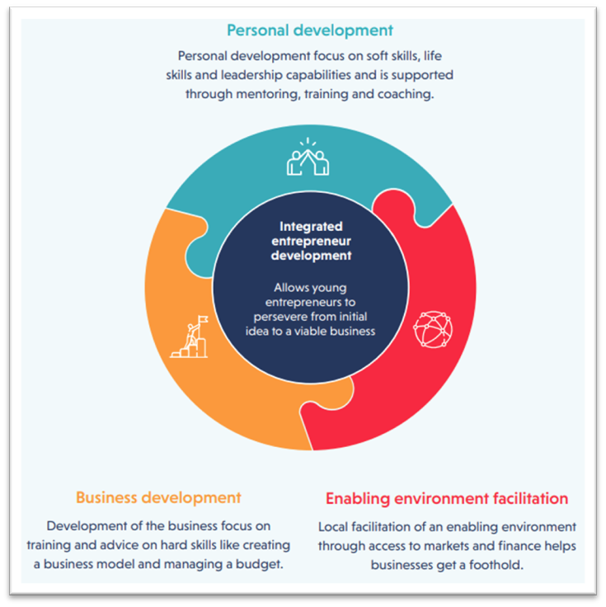 Personal development
Personal development focus on soft skills, life
skills and leadership capabilities and is supported
through mentoring, training and coaching.
Integrated
entrepreneur
development
Allows young
entrepreneurs to
persevere from initial
idea to a viable business
Business development
Development of the business focus on
training and advice on hard skills like creating
a business model and managing a budget.
Enabling environment facilitation
Local facilitation of an enabling environment
through access to markets and finance helps
businesses get a foothold.